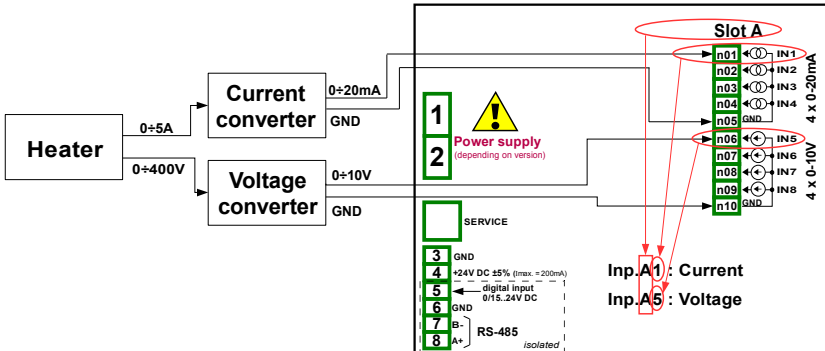 Heater
0÷5A
0÷400V
Current
converter
0÷20mA
GND
Voltage
converter
0÷10V
GND
1
2
Power supply
(depending on version)
SERVICE
3 GND
4 +24V DC ±5% (Imax. = 200mA)
5 digital input
0/15..24V DC
6 GND
7 B-
8 A+
RS-485
isolated
Slot A
n01 IN1
n02 IN2
n03 IN3
n04 IN4
n05 GND
4 x 0-20mA
n06 IN5
n07 IN6
n08 IN7
n09 IN8
n10 GND
4 x 0-10V
Inp.A1 : Current
Inp.A5 : Voltage